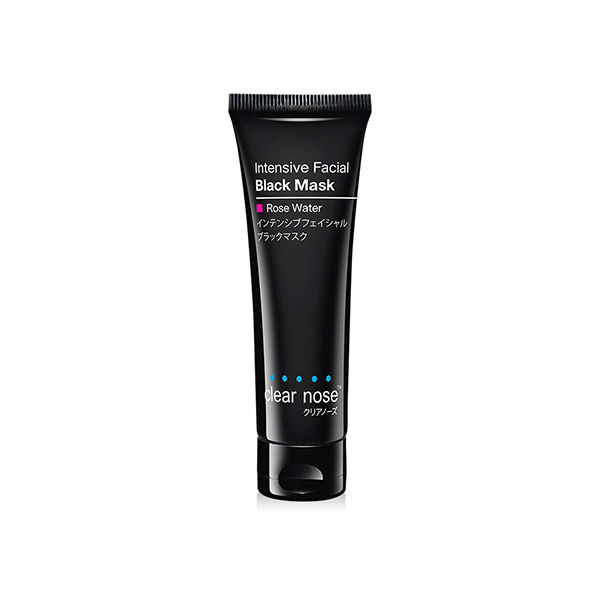 Intensive Facial
Black Mask
Rose Water
インテンシブフェイシャル
ブラックマスク
clear nose™
クリアノーズ